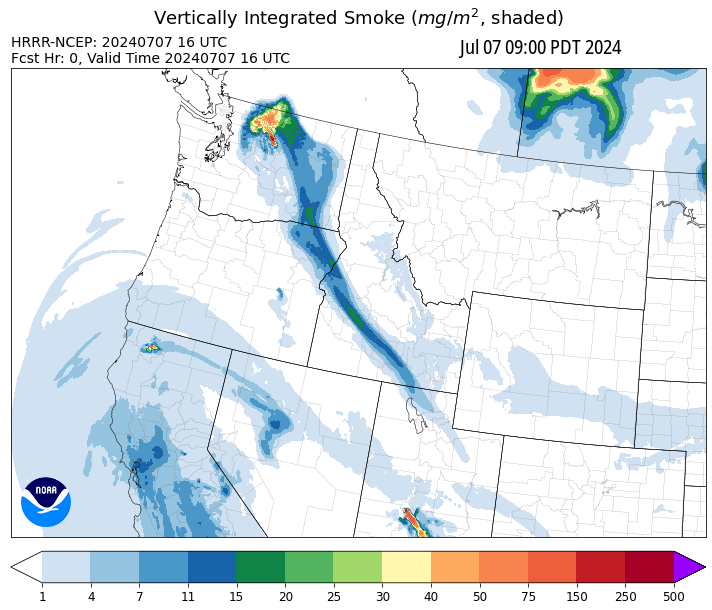 Vertically Integrated Smoke (mg/m², shaded)
HRRR-NCEP: 20240707 16 UTC
Fcst Hr: 0, Valid Time 20240707 16 UTC
Jul 07 09:00 PDT 2024
NOAA
1 4 7 11 15 20 25 30 40 50 75 150 250 500